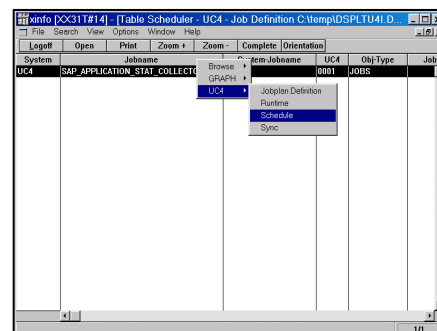 xinfo [XX31T#14] - [Table Scheduler - UC4 - Job Definition C:\temp\DSPLTU4I.D...
File Search View Options Window Help
Logoff Open Print Zoom + Zoom - Complete Orientation
System Jobname System-Jobname UC4 Obj-Type Job
UC4 SAP_APPLICATION_STAT_COLLECTO 0001 JOBS
Browse
GRAPH
UC4
Jobplan Definition
Runtime
Schedule
Sync
1/1